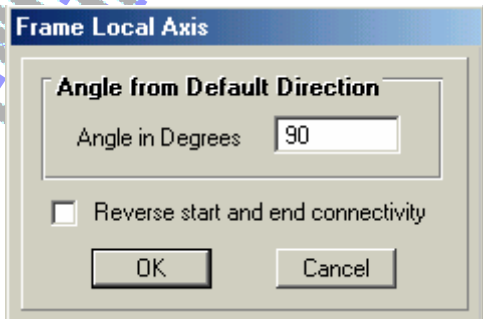 Frame Local Axis
Angle from Default Direction
Angle in Degrees 90
Reverse start and end connectivity
OK Cancel